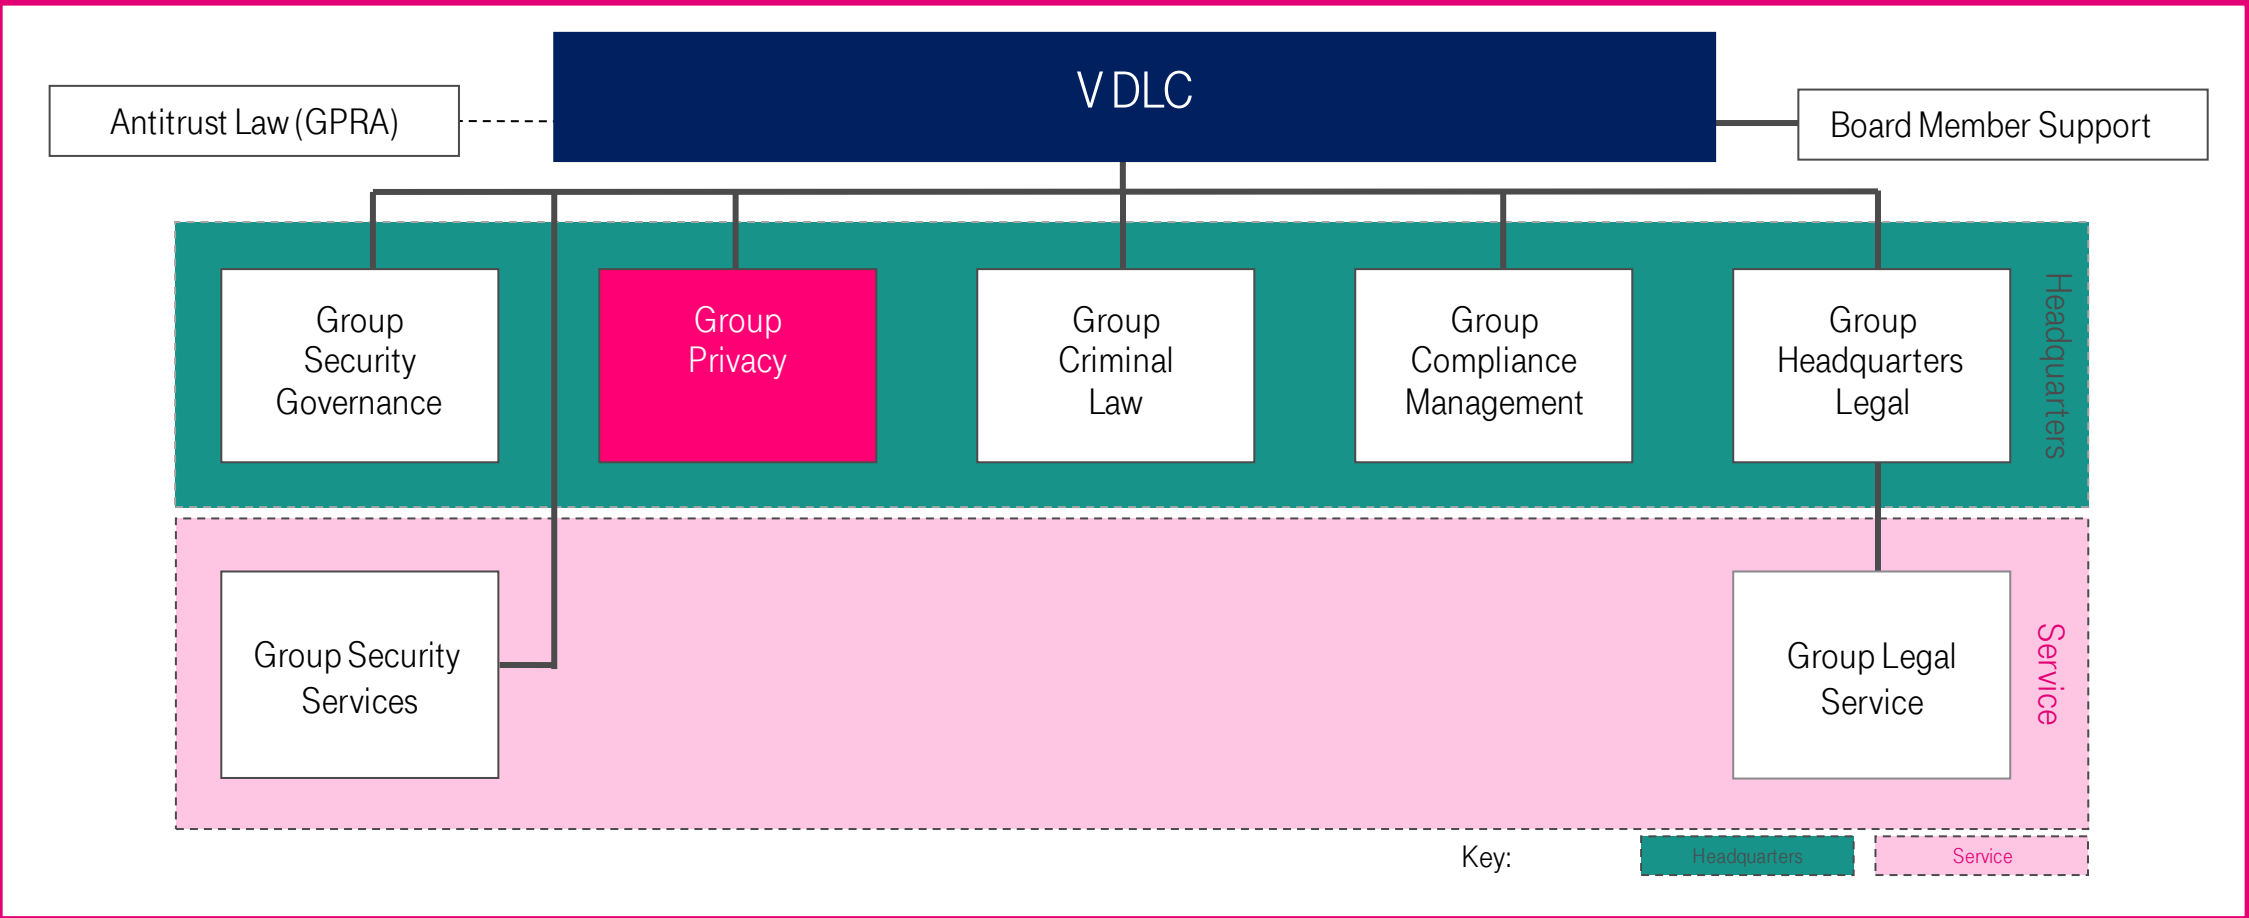 V DLC
Antitrust Law (GPRA)
Board Member Support
Group
Security
Governance
Group
Privacy
Group
Criminal
Law
Group
Compliance
Management
Group
Headquarters
Legal
Headquarters
Group Security
Services
Group Legal
Service
Service
Key:
Headquarters
Service